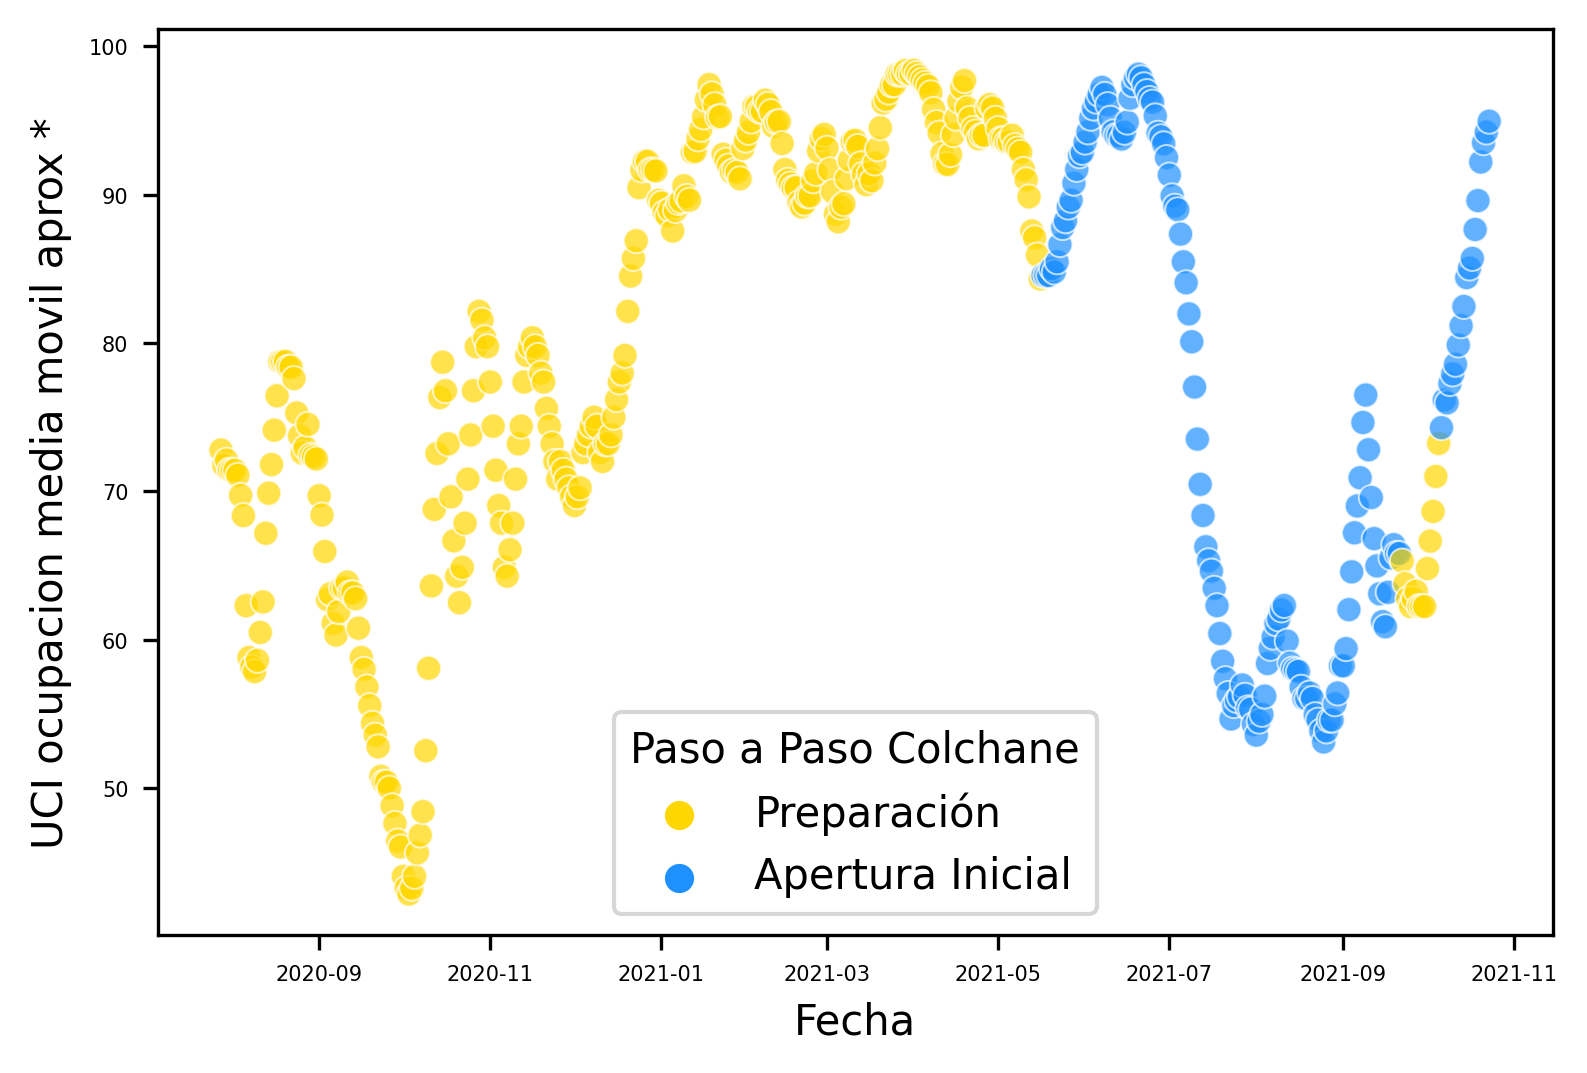 UCI ocupacion media movil aprox *
100
90
80
70
60
50
Paso a Paso Colchane
Preparación
Apertura Inicial
2020-09 2020-11 2021-01 2021-03 2021-05 2021-07 2021-09 2021-11
Fecha